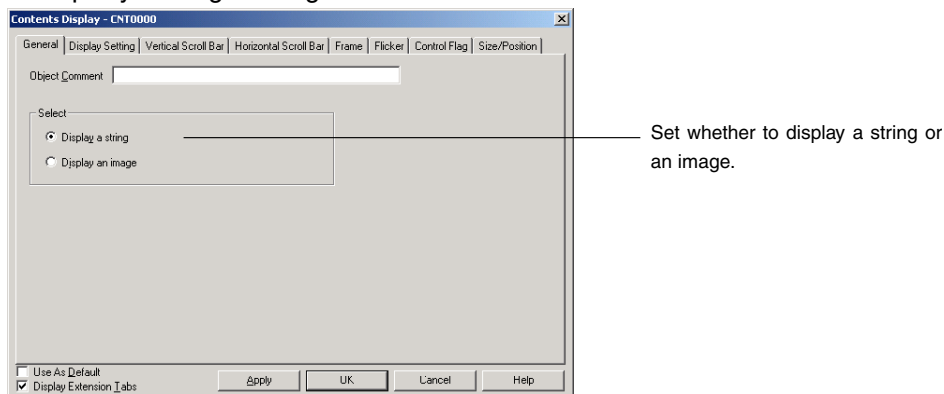 Contents Display - CNT0000
General Display Setting Vertical Scroll Bar Horizontal Scroll Bar Frame Flicker Control Flag Size/Position
Object Comment
Select
Display a string
Display an image
Set whether to display a string or
an image.
Use As Default
Display Extension Tabs
Apply OK Cancel Help